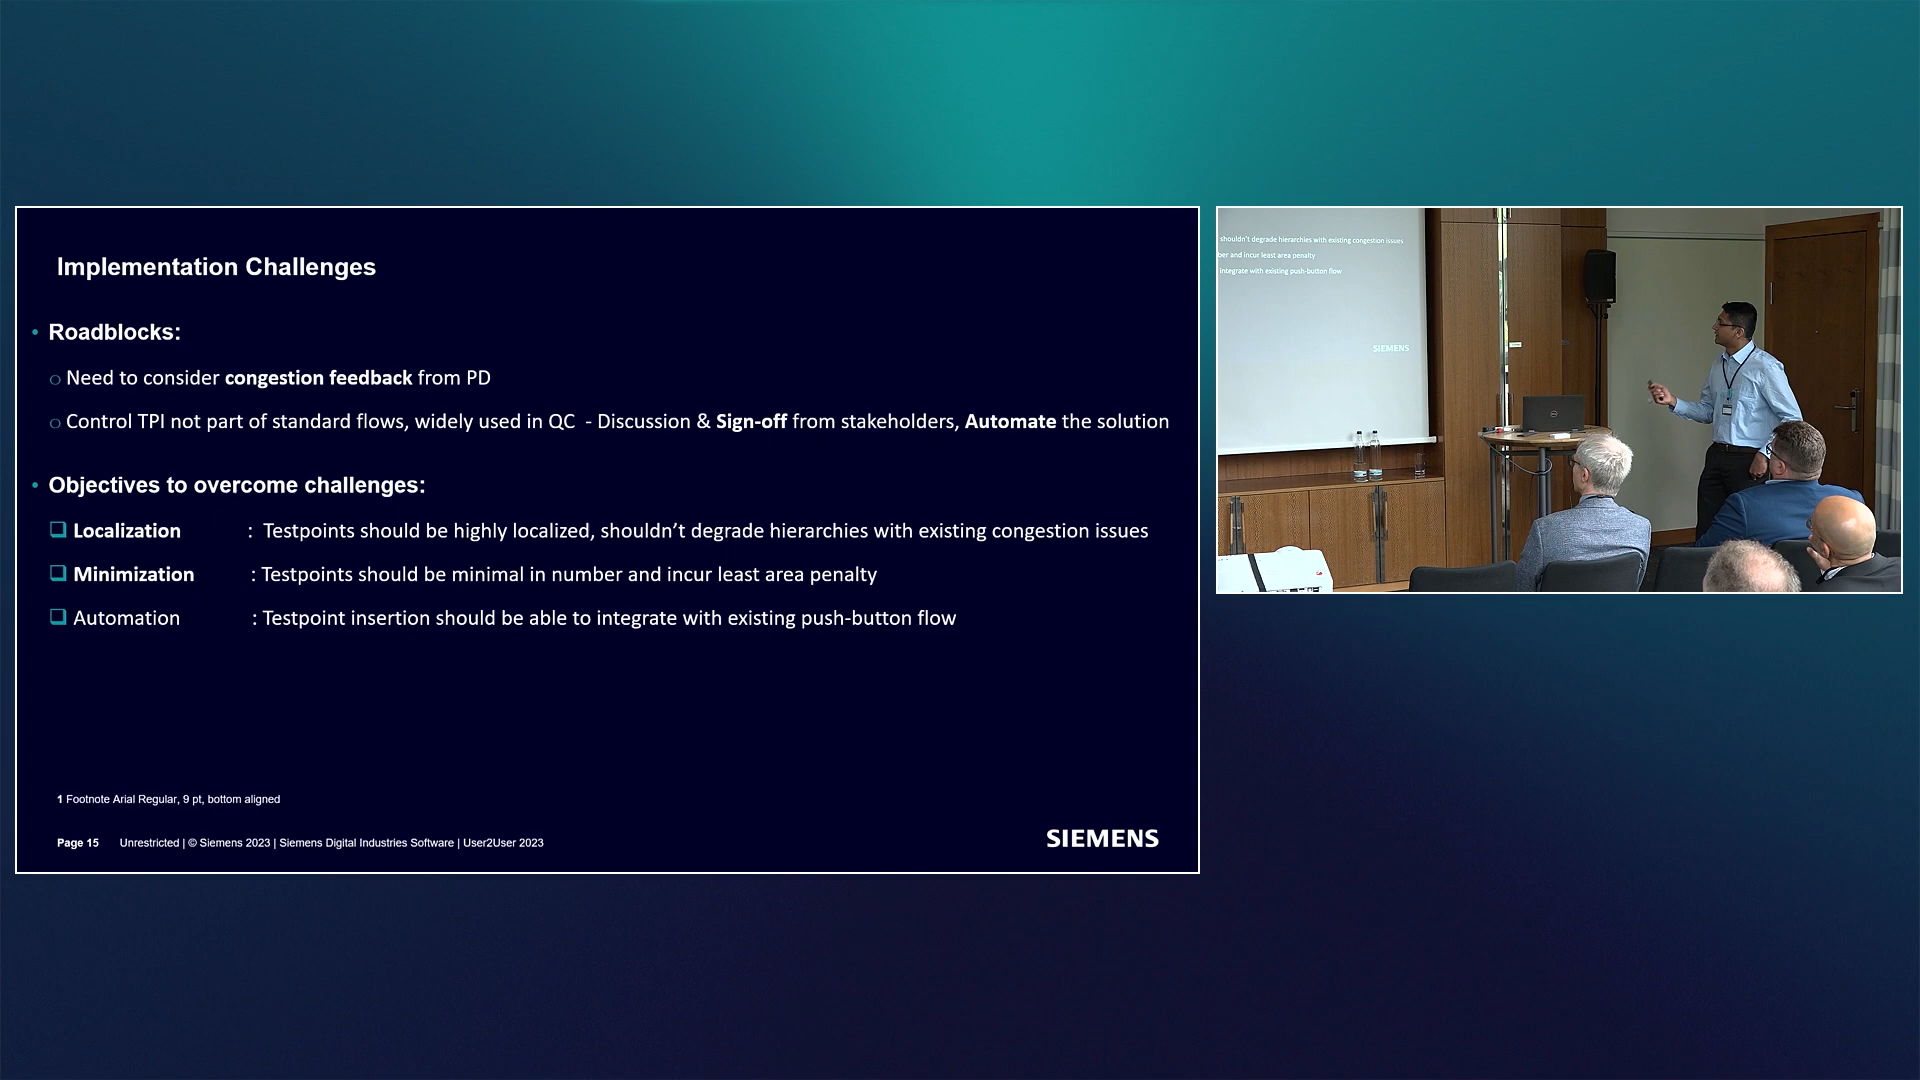 Implementation Challenges
• Roadblocks:
o Need to consider congestion feedback from PD
o Control TPI not part of standard flows, widely used in QC - Discussion & Sign-off from stakeholders, Automate the solution
• Objectives to overcome challenges:
❑ Localization : Testpoints should be highly localized, shouldn't degrade hierarchies with existing congestion issues
❑ Minimization : Testpoints should be minimal in number and incur least area penalty
❑ Automation : Testpoint insertion should be able to integrate with existing push-button flow
1 Footnote Arial Regular, 9 pt, bottom aligned
Page 15 Unrestricted | © Siemens 2023 | Siemens Digital Industries Software | User2User 2023
SIEMENS
shouldn't degrade hierarchies with existing congestion issues
ber and incur least area penalty
integrate with existing push-button flow
SIEMENS